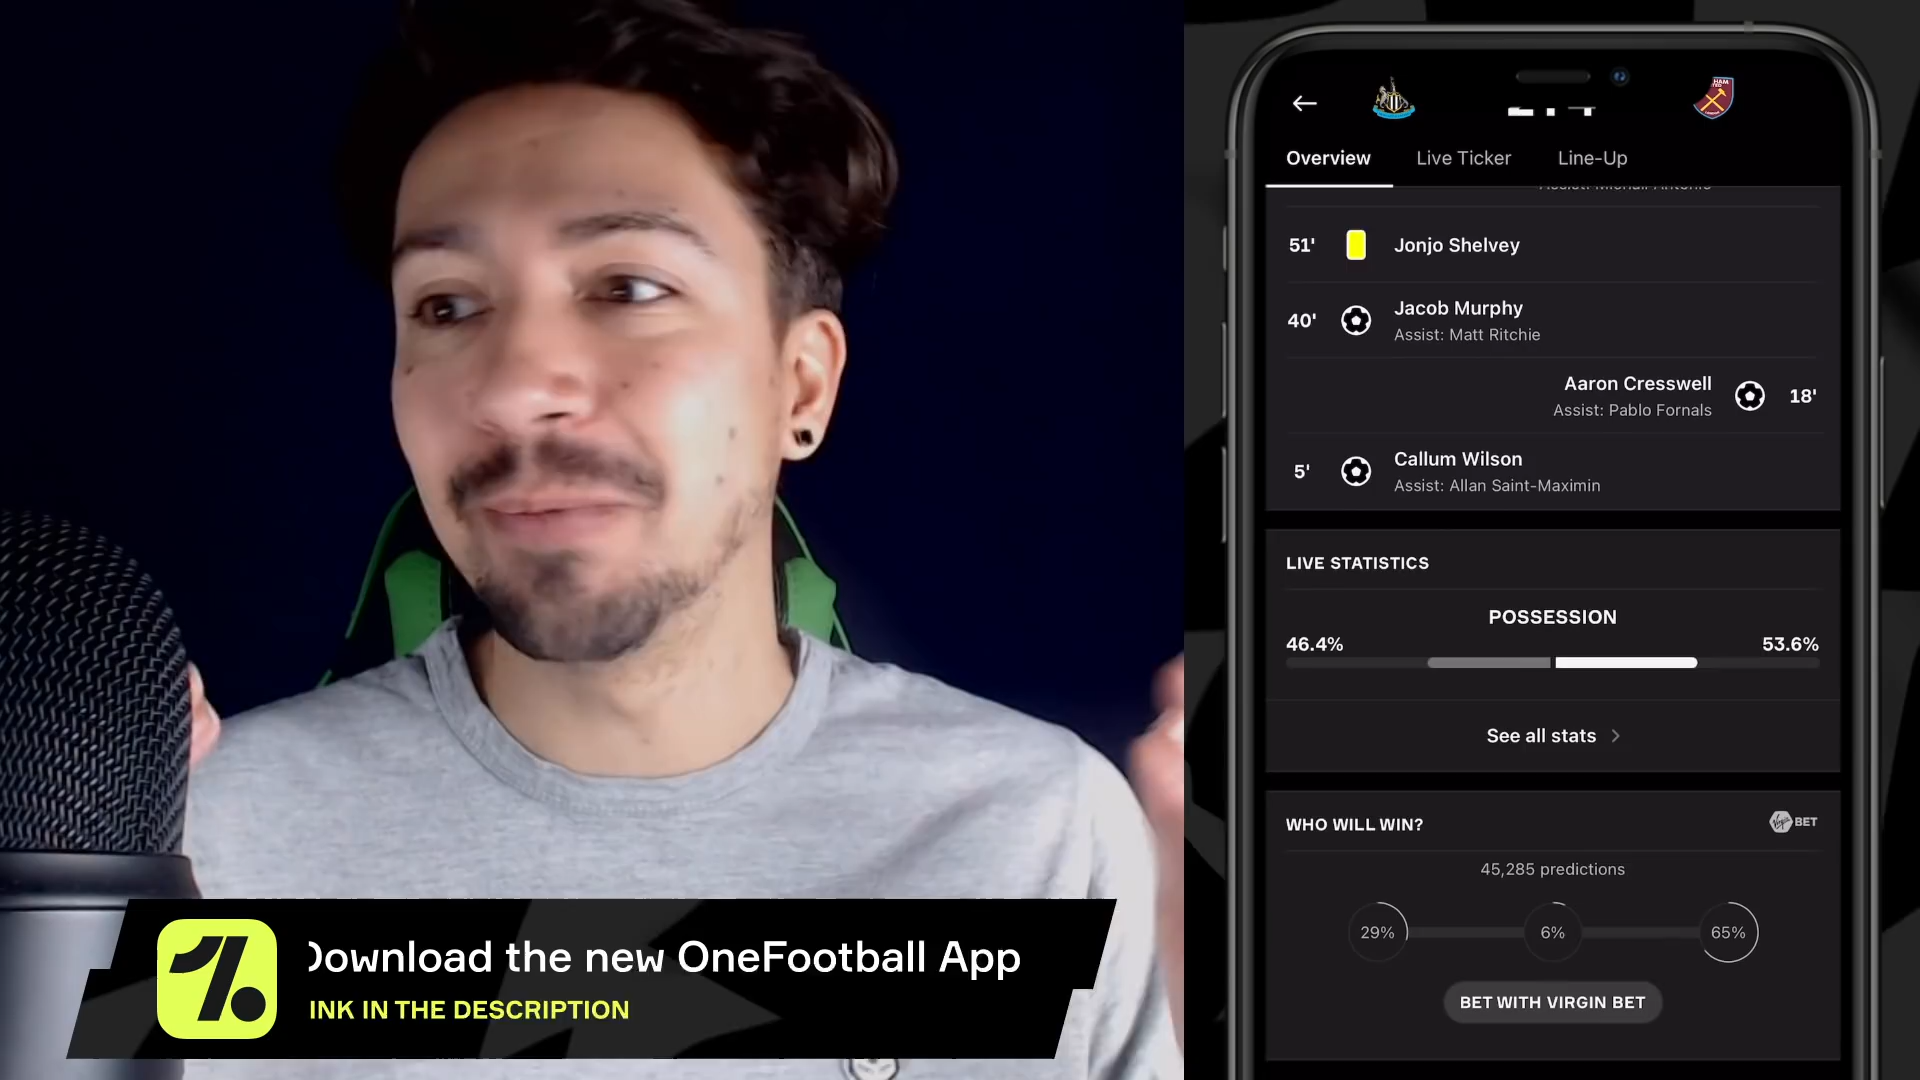 Overview
Live Ticker
Line-Up
51'
Jonjo Shelvey
40'
Jacob Murphy
Assist: Matt Ritchie
Aaron Cresswell
Assist: Pablo Fornals
18'
5'
Callum Wilson
Assist: Allan Saint-Maximin
LIVE STATISTICS
POSSESSION
46.4%
53.6%
See all stats
WHO WILL WIN?
Virgin BET
45,285 predictions
29%
6%
65%
BET WITH VIRGIN BET
Download the new OneFootball App
INK IN THE DESCRIPTION